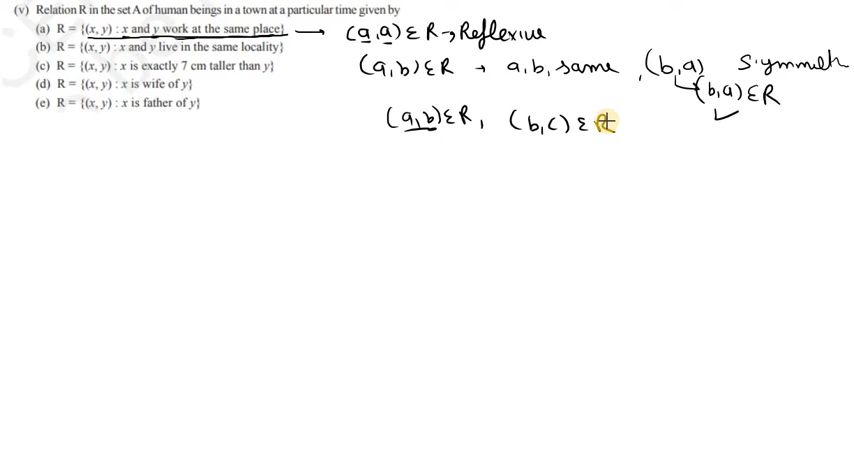 (v) Relation R in the set A of human beings in a town at a particular time given by
(a) R = {(x, y) : x and y work at the same place} → (a,a) ε R → Reflexive
(b) R = {(x, y) : x and y live in the same locality}
(a,b) ε R → a,b, same , (b,a) Symmetr
(c) R = {(x, y) : x is exactly 7 cm taller than y}
(d) R = {(x, y) : x is wife of y}
(b,a) ε R
(e) R = {(x, y) : x is father of y}
(a,b) ε R, (b,c) ε R